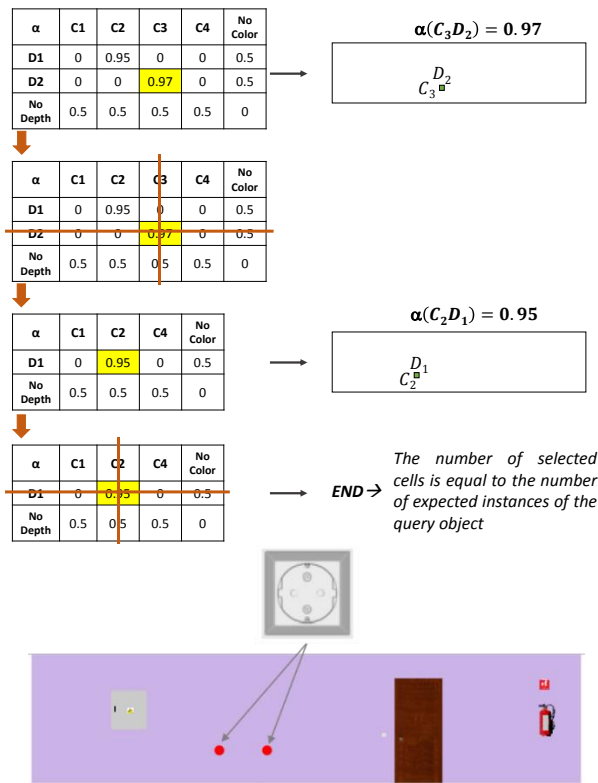 α C1 C2 C3 C4 No Color
D1 0 0.95 0 0 0.5
D2 0 0 0.97 0 0.5
No Depth 0.5 0.5 0.5 0.5 0
α(C₃D₂) = 0.97
D₂
C₃
α C1 C2 C3 C4 No Color
D1 0 0.95 0 0 0.5
D2 0 0 0.97 0 0.5
No Depth 0.5 0.5 0.5 0.5 0
α C1 C2 C4 No Color
D1 0 0.95 0 0.5
No Depth 0.5 0.5 0.5 0
α(C₂D₁) = 0.95
D₁
C₂
α C1 C2 C4 No Color
D1 0 0.95 0 0.5
No Depth 0.5 0.5 0.5 0
END→
The number of selected
cells is equal to the number
of expected instances of the
query object